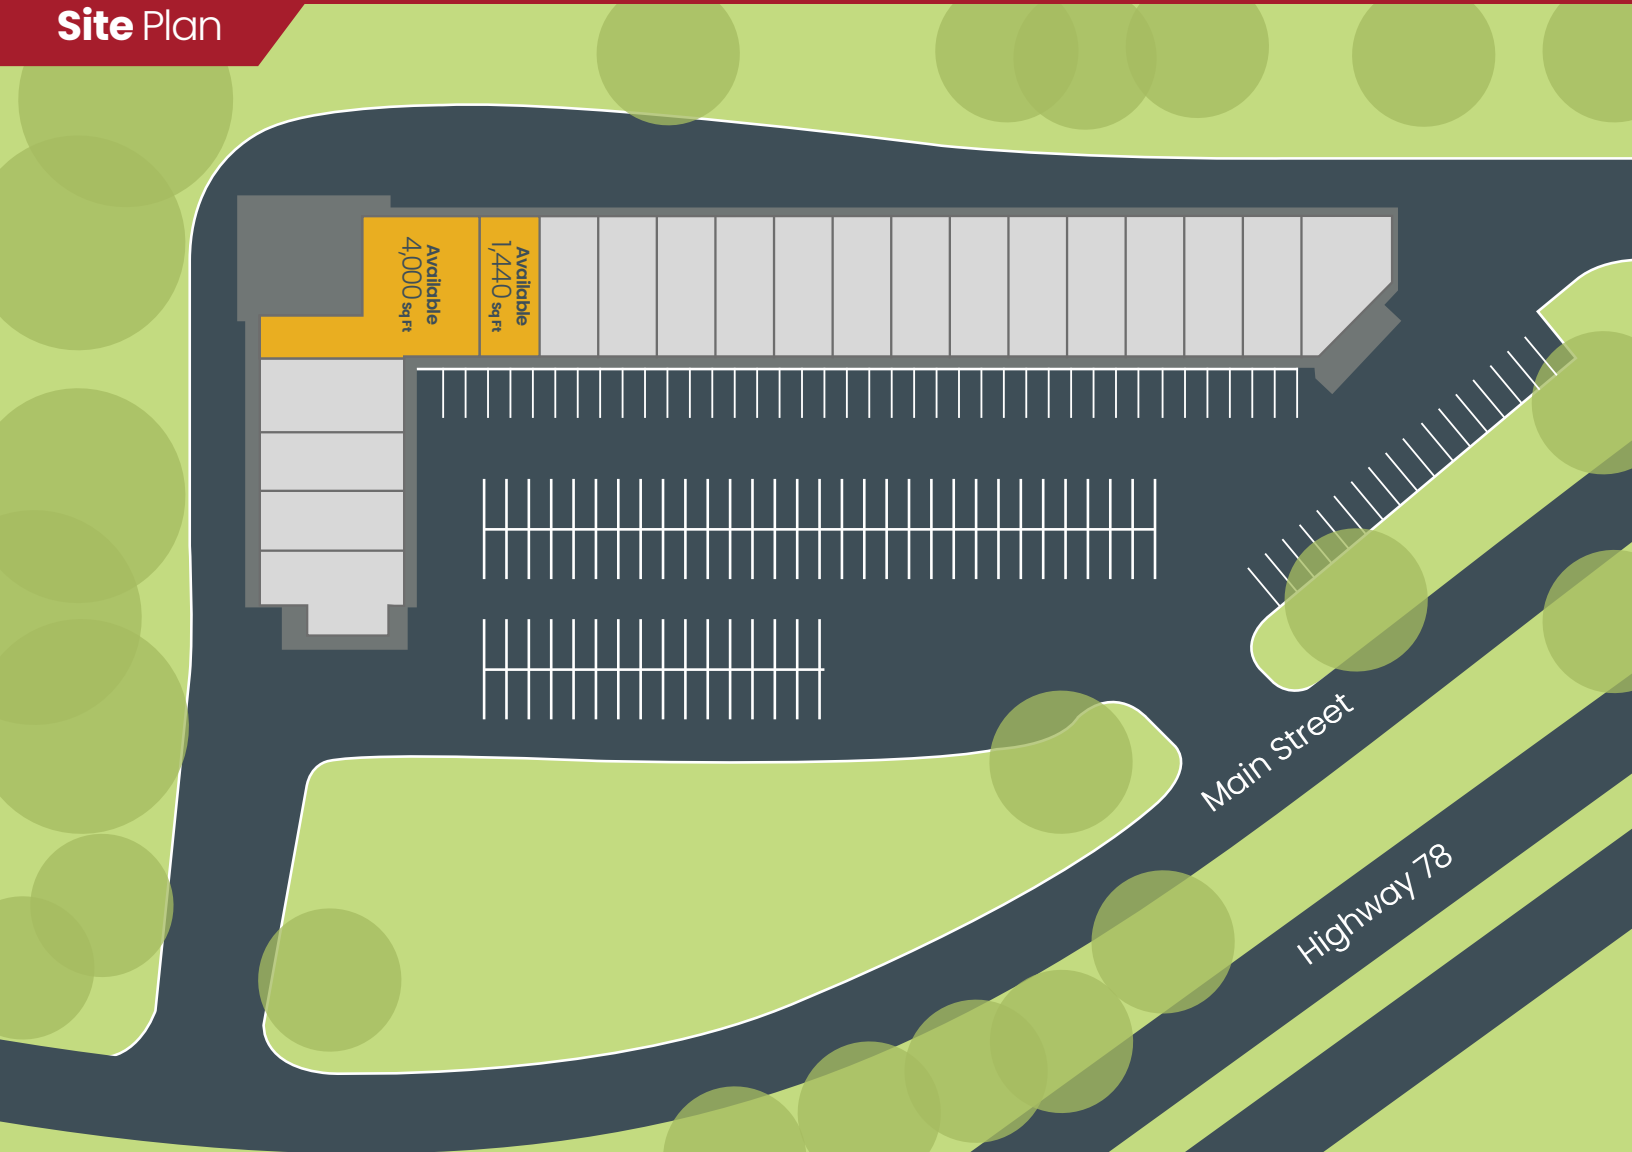 Site Plan
Available
4,000 Sq Ft
Available
1,440 Sq Ft
Main Street
Highway 78